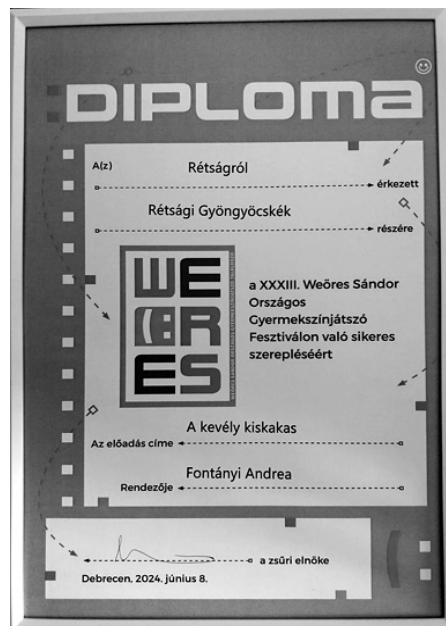 DIPLOMA
A(z) Rétságról
érkezett
Rétsági Gyöngyöcskék
részére
WE
ÖR
ES
a XXXIII. Weöres Sándor
Országos
Gyermekszínjátszó
Fesztiválon való sikeres
szerepléséért
A kevély kiskakas
Az előadás címe
Fontányi Andrea
Rendezője
a zsűri elnöke
Debrecen, 2024. június 8.